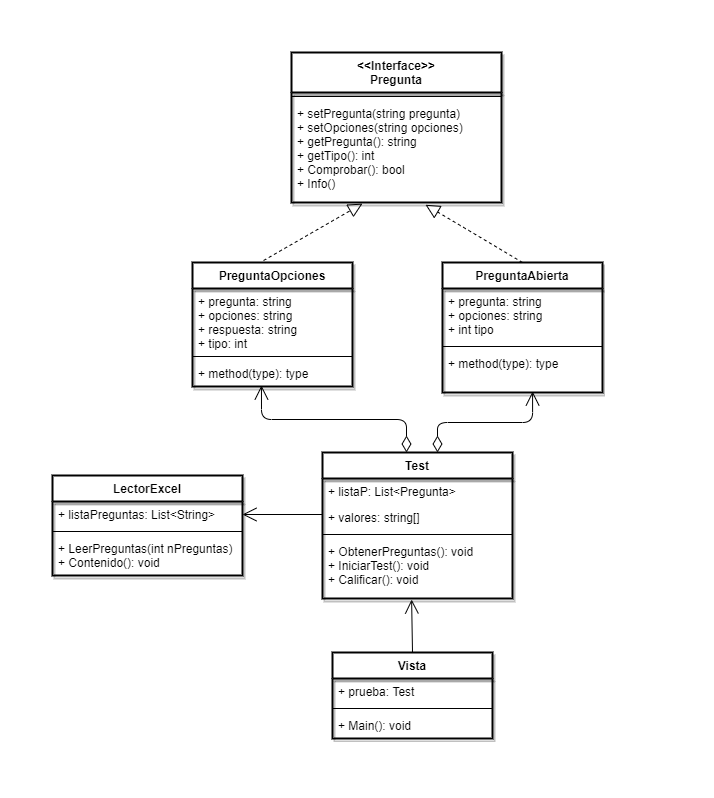 <<Interface>>
Pregunta
+ setPregunta(string pregunta)
+ setOpciones(string opciones)
+ getPregunta(): string
+ getTipo(): int
+ Comprobar(): bool
+ Info()
PreguntaOpciones
+ pregunta: string
+ opciones: string
+ respuesta: string
+ tipo: int
+ method(type): type
PreguntaAbierta
+ pregunta: string
+ opciones: string
+ int tipo
+ method(type): type
Test
+ listaP: List<Pregunta>
+ valores: string[]
+ ObtenerPreguntas(): void
+ IniciarTest(): void
+ Calificar(): void
LectorExcel
+ listaPreguntas: List<String>
+ LeerPreguntas(int nPreguntas)
+ Contenido(): void
Vista
+ prueba: Test
+ Main(): void